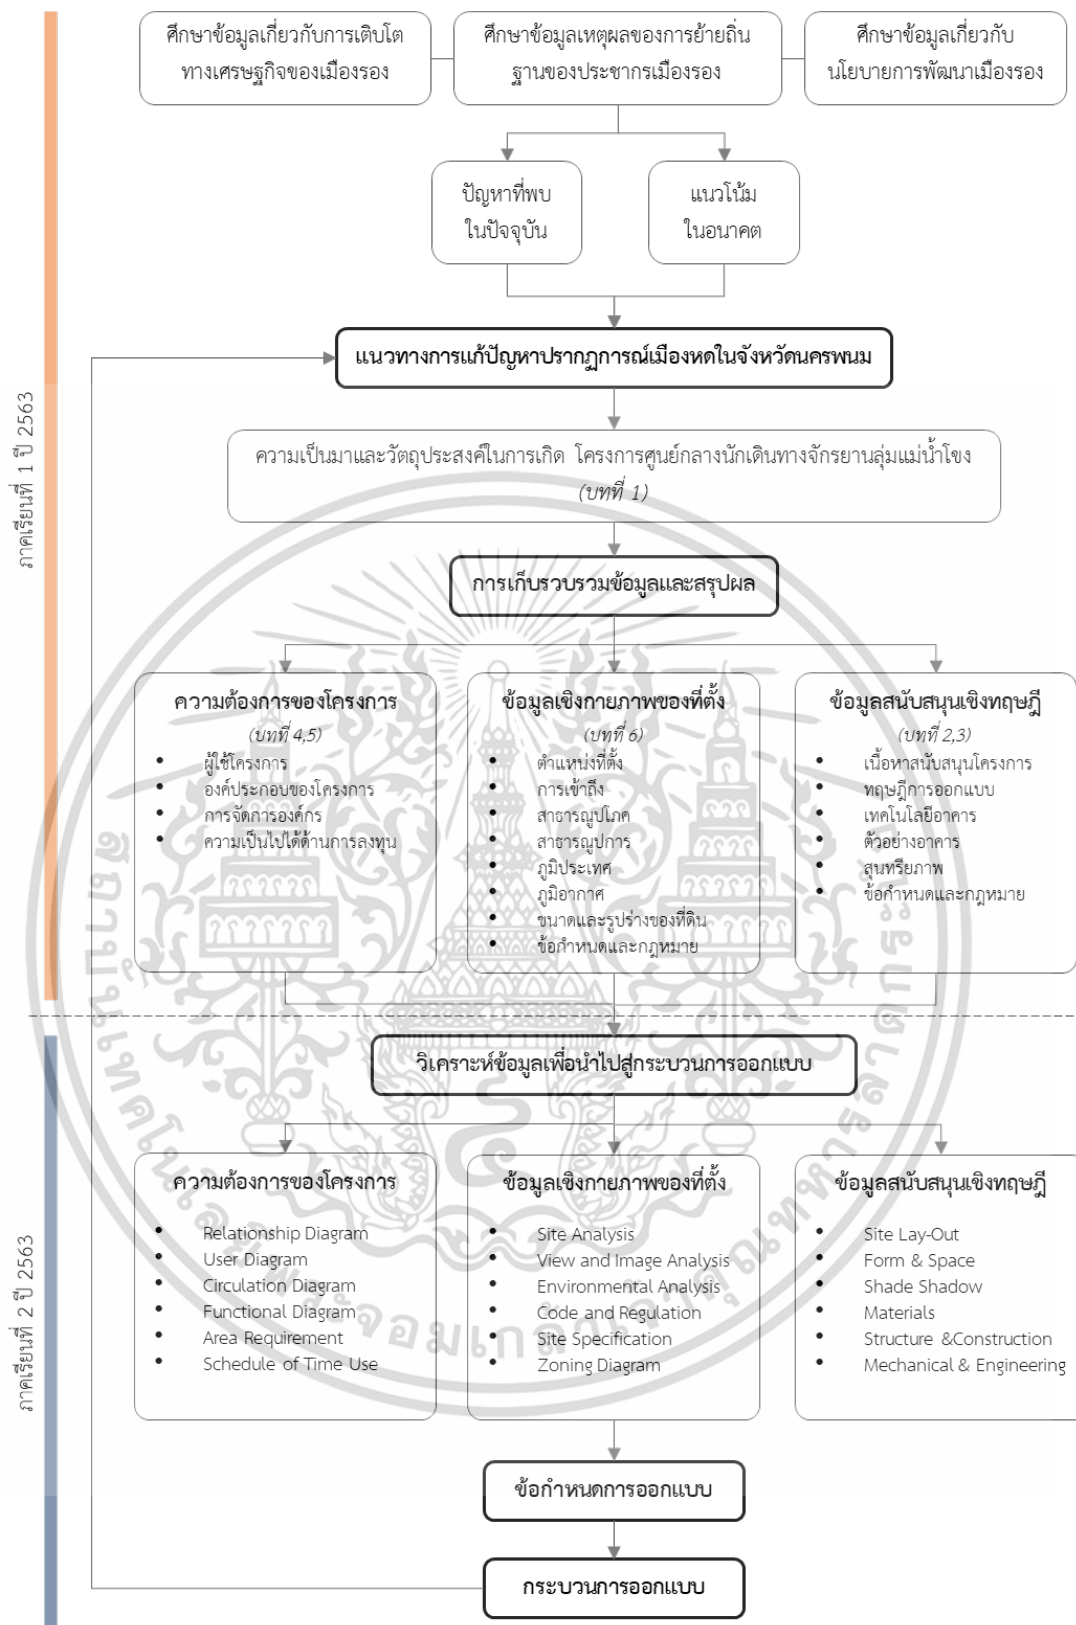 ศึกษาข้อมูลเกี่ยวกับการเติบโต
ทางเศรษฐกิจของเมืองรอง
ศึกษาข้อมูลเหตุผลของการย้ายถิ่น
ฐานของประชากรเมืองรอง
ศึกษาข้อมูลเกี่ยวกับ
นโยบายการพัฒนาเมืองรอง
ปัญหาที่พบ
ในปัจจุบัน
แนวโน้ม
ในอนาคต
แนวทางการแก้ปัญหาปรากฏการณ์เมืองหดในจังหวัดนครพนม
ภาคเรียนที่ 1 ปี 2563
ความเป็นมาและวัตถุประสงค์ในการเกิด โครงการศูนย์กลางนักเดินทางจักรยานลุ่มแม่น้ำโขง
(บทที่ 1)
การเก็บรวบรวมข้อมูลและสรุปผล
ความต้องการของโครงการ
(บทที่ 4,5)
• ผู้ใช้โครงการ
• องค์ประกอบของโครงการ
• การจัดการองค์กร
• ความเป็นไปได้ด้านการลงทุน
ข้อมูลเชิงกายภาพของที่ตั้ง
(บทที่ 6)
• ตำแหน่งที่ตั้ง
• การเข้าถึง
• สาธารณูปโภค
• สาธารณูปการ
• ภูมิประเทศ
• ภูมิอากาศ
• ขนาดและรูปร่างของที่ดิน
• ข้อกำหนดและกฎหมาย
ข้อมูลสนับสนุนเชิงทฤษฎี
(บทที่ 2,3)
• เนื้อหาสนับสนุนโครงการ
• ทฤษฎีการออกแบบ
• เทคโนโลยีอาคาร
• ตัวอย่างอาคาร
• สุนทรียภาพ
• ข้อกำหนดและกฎหมาย
วิเคราะห์ข้อมูลเพื่อนำไปสู่กระบวนการออกแบบ
ภาคเรียนที่ 2 ปี 2563
ความต้องการของโครงการ
• Relationship Diagram
• User Diagram
• Circulation Diagram
• Functional Diagram
• Area Requirement
• Schedule of Time Use
ข้อมูลเชิงกายภาพของที่ตั้ง
• Site Analysis
• View and Image Analysis
• Environmental Analysis
• Code and Regulation
• Site Specification
• Zoning Diagram
ข้อมูลสนับสนุนเชิงทฤษฎี
• Site Lay-Out
• Form & Space
• Shade Shadow
• Materials
• Structure &Construction
• Mechanical & Engineering
ข้อกำหนดการออกแบบ
กระบวนการออกแบบ
สถาบันเทคโนโลยีพระจอมเกล้าเจ้าคุณทหารลาดกระบัง